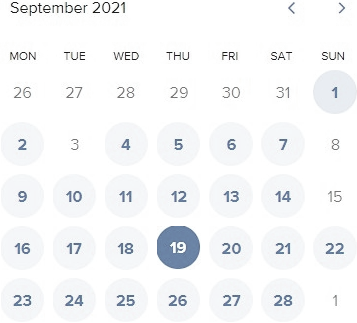 September 2021
MON TUE WED THU FRI SAT SUN
26 27 28 29 30 31 1
2 3 4 5 6 7 8
9 10 11 12 13 14 15
16 17 18 19 20 21 22
23 24 25 26 27 28 1